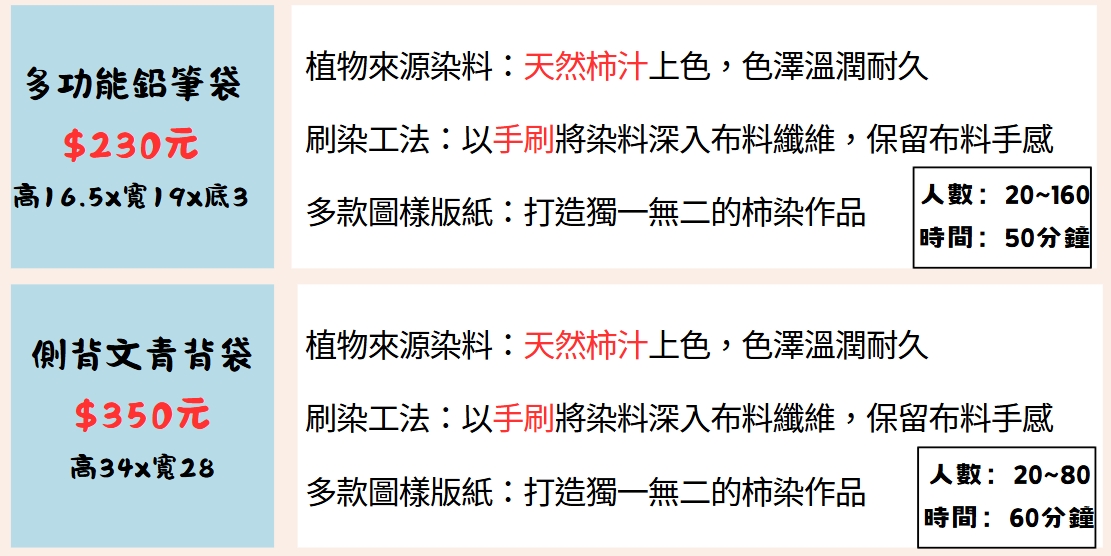 多功能鉛筆袋
$230元
高16.5x寬19x底3
植物來源染料：天然柿汁上色，色澤溫潤耐久
刷染工法：以手刷將染料深入布料纖維，保留布料手感
多款圖樣版紙：打造獨一無二的柿染作品
人數：20~160
時間：50分鐘
側背文青背袋
$350元
高34x寬28
植物來源染料：天然柿汁上色，色澤溫潤耐久
刷染工法：以手刷將染料深入布料纖維，保留布料手感
多款圖樣版紙：打造獨一無二的柿染作品
人數：20~80
時間：60分鐘